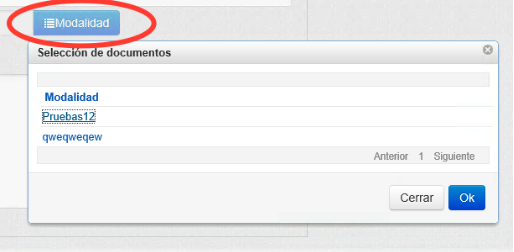 Modalidad
Selección de documentos
Modalidad
Pruebas12
qweqweqew
Anterior 1 Siguiente
Cerrar Ok